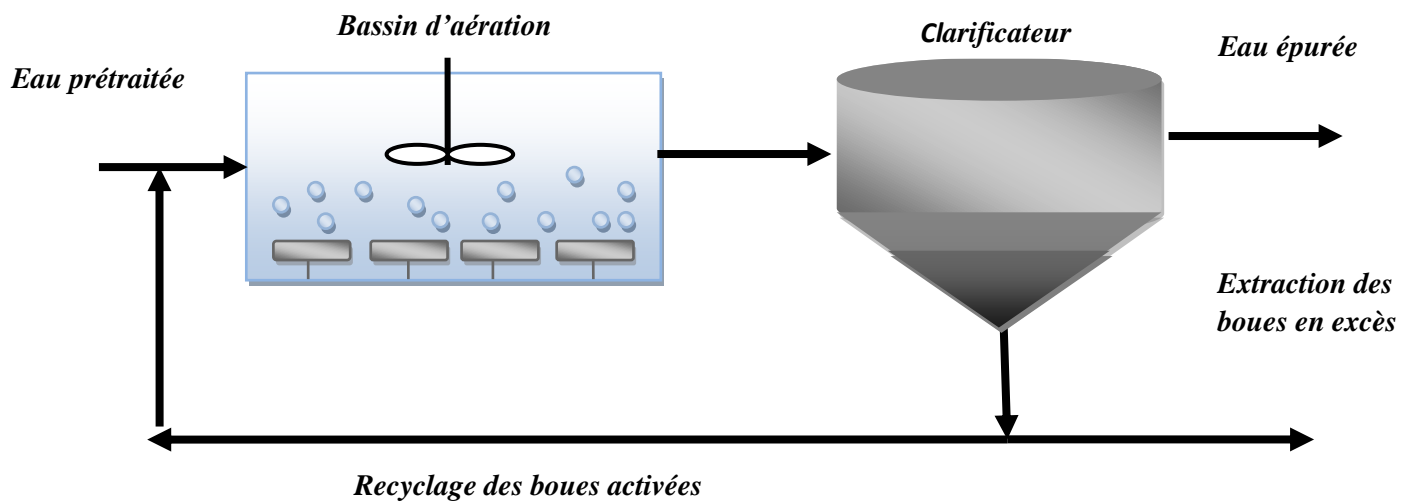 Bassin d'aération
Clarificateur
Eau épurée
Eau prétraitée
Extraction des
boues en excès
Recyclage des boues activées